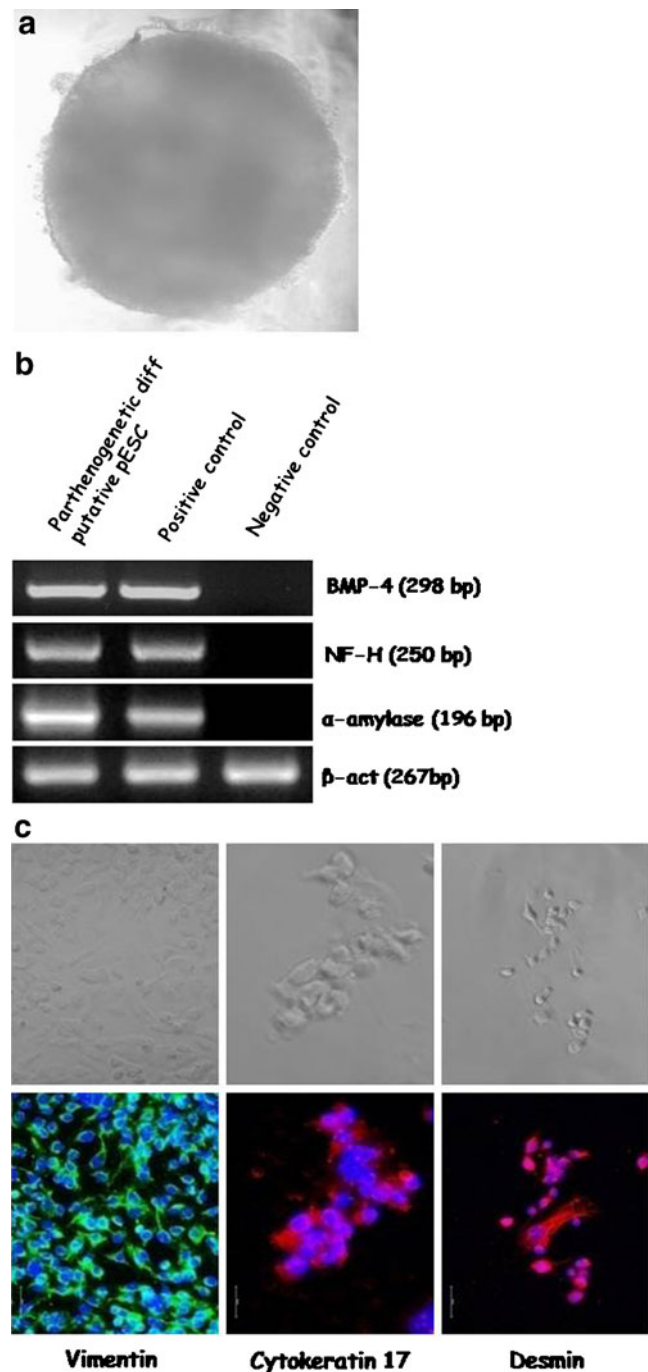 a
b
Parthenogenetic diff
putative pESC
Positive control
Negative control
BMP-4 (298 bp)
NF-H (250 bp)
α-amylase (196 bp)
β-act (267bp)
c
Vimentin
Cytokeratin 17
Desmin